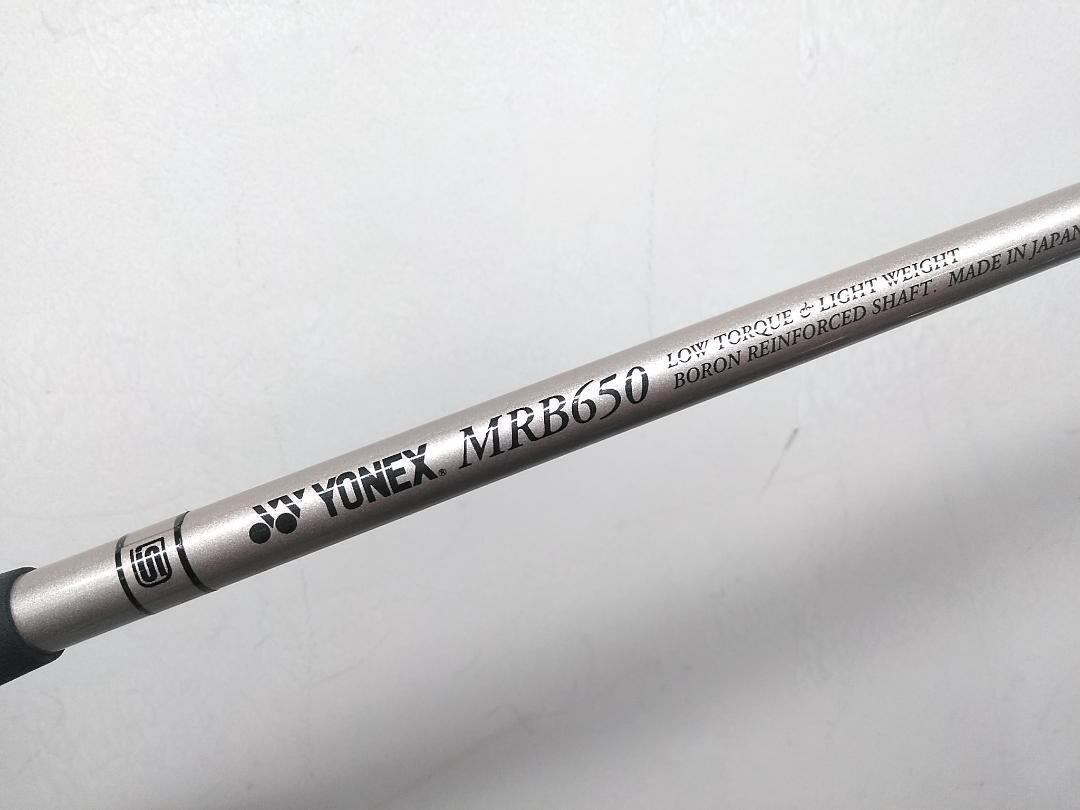 S
YONEX® MRB650
LOW TORQUE & LIGHT WEIGHT
BORON REINFORCED SHAFT. MADE IN JAPAN